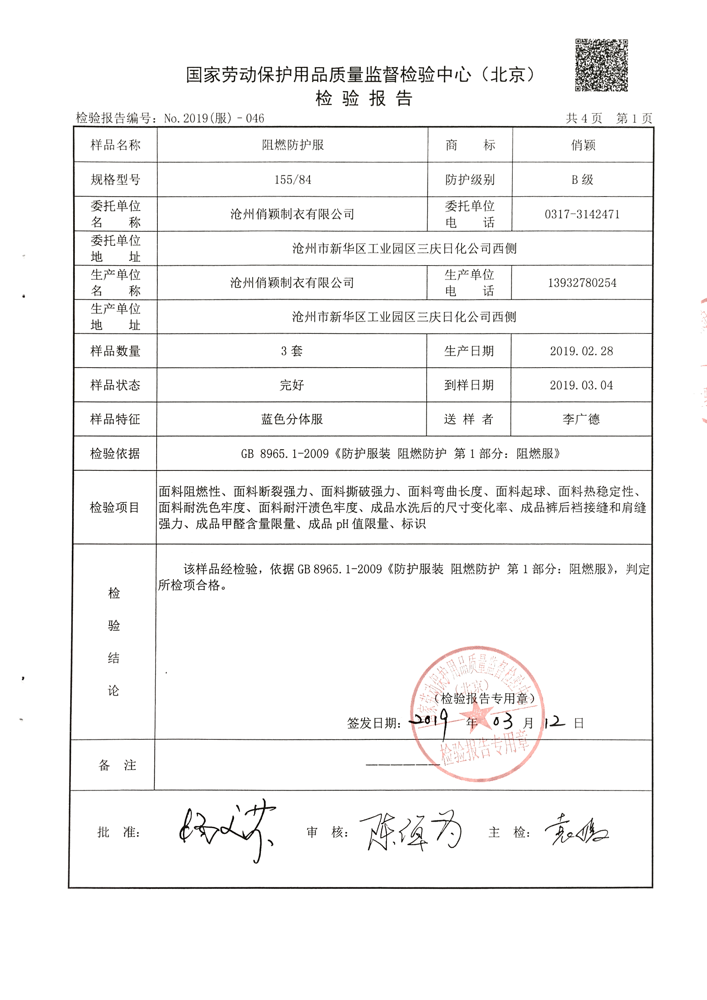 国家劳动保护用品质量监督检验中心（北京）
检 验 报 告
检验报告编号：No.2019(服)－046 共 4 页 第 1 页
样品名称 阻燃防护服 商 标 俏颖
规格型号 155/84 防护级别 B 级
委托单位
名 称
沧州俏颖制衣有限公司
委托单位
电 话
0317-3142471
委托单位
地 址
沧州市新华区工业园区三庆日化公司西侧
生产单位
名 称
沧州俏颖制衣有限公司
生产单位
电 话
13932780254
生产单位
地 址
沧州市新华区工业园区三庆日化公司西侧
样品数量 3 套 生产日期 2019.02.28
样品状态 完好 到样日期 2019.03.04
样品特征 蓝色分体服 送 样 者 李广德
检验依据 GB 8965.1-2009《防护服装 阻燃防护 第 1 部分：阻燃服》
检验项目
面料阻燃性、面料断裂强力、面料撕破强力、面料弯曲长度、面料起球、面料热稳定性、
面料耐洗色牢度、面料耐汗渍色牢度、成品水洗后的尺寸变化率、成品裤后裆接缝和肩缝
强力、成品甲醛含量限量、成品 pH 值限量、标识
检
验
结
论
该样品经检验，依据 GB 8965.1-2009《防护服装 阻燃防护 第 1 部分：阻燃服》，判定
所检项合格。
国家劳动保护用品质量监督检验中心
（北京）
（检验报告专用章）
签发日期：2019 年 03 月 12 日
检验报告专用章
备 注 ——————
批 准： 审 核： 主 检：